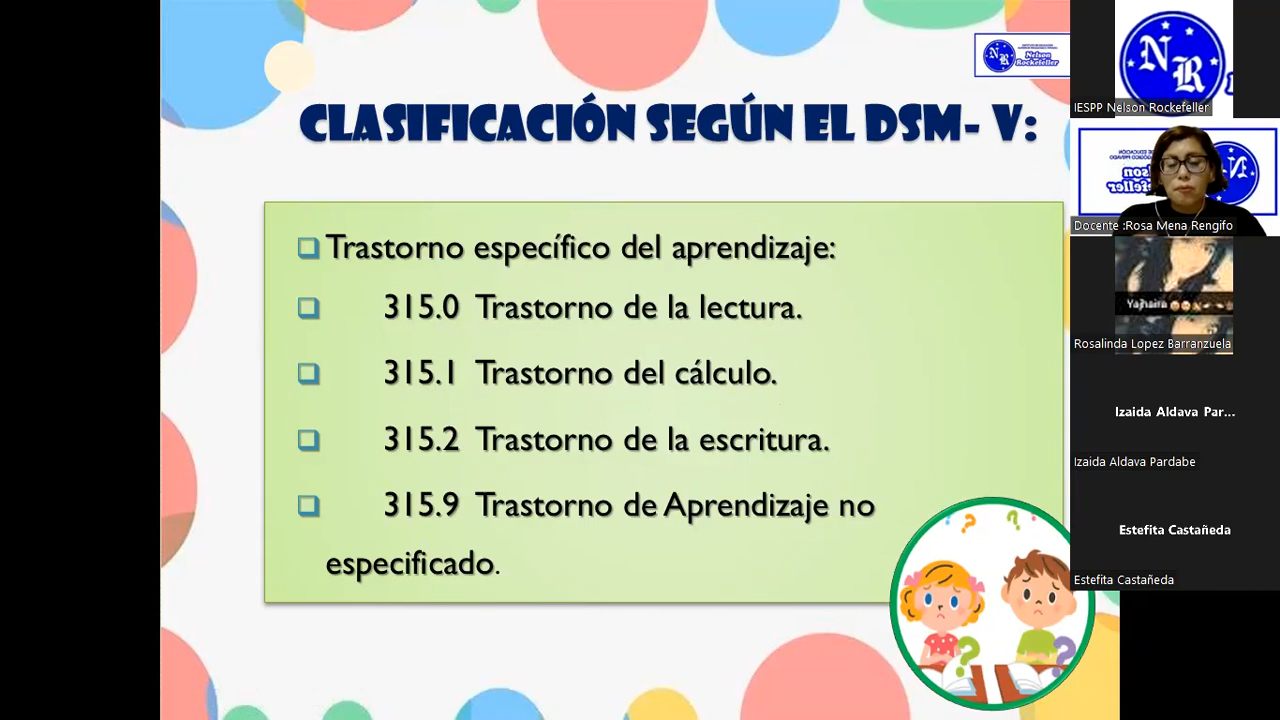 CLASIFICACIÓN SEGÚN EL DSM- V:
Trastorno específico del aprendizaje:
315.0 Trastorno de la lectura.
315.1 Trastorno del cálculo.
315.2 Trastorno de la escritura.
315.9 Trastorno de Aprendizaje no
especificado.
Nelson
Rockefeller
NR
IESPP Nelson Rockefeller
Docente :Rosa Mena Rengifo
Yajhaira
Rosalinda Lopez Barranzuela
Izaida Aldava Par...
Izaida Aldava Pardabe
Estefita Castañeda
Estefita Castañeda